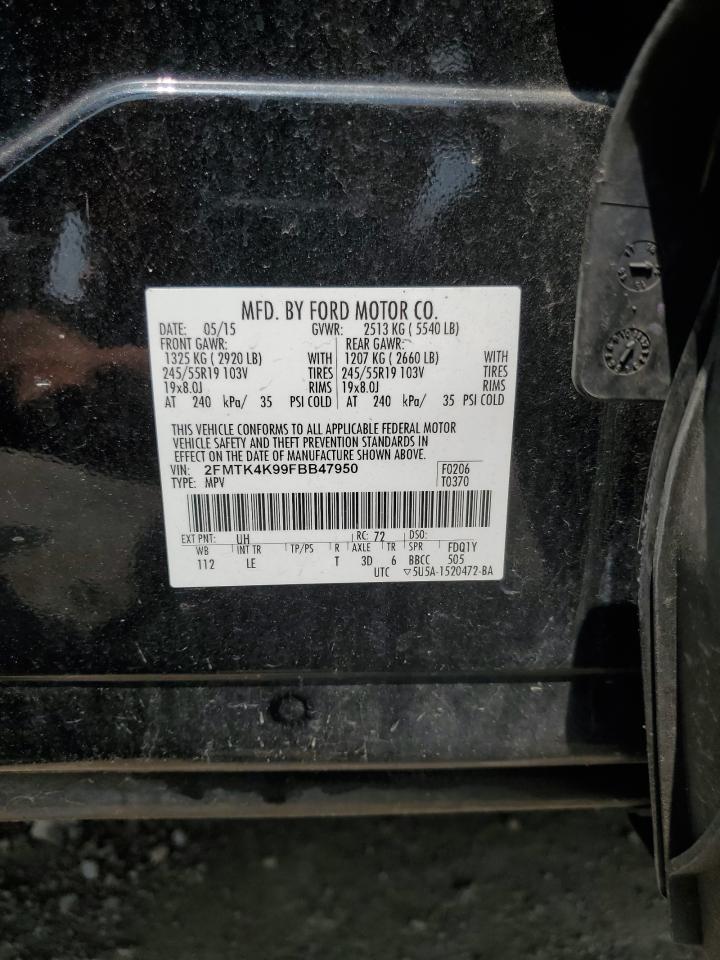 MFD. BY FORD MOTOR CO.
DATE: 05/15 GVWR: 2513 KG ( 5540 LB)
FRONT GAWR: REAR GAWR:
1325 KG ( 2920 LB) WITH 1207 KG ( 2660 LB) WITH
245/55R19 103V TIRES 245/55R19 103V TIRES
19x8.0J RIMS 19x8.0J RIMS
AT 240 kPa/ 35 PSI COLD AT 240 kPa/ 35 PSI COLD
THIS VEHICLE CONFORMS TO ALL APPLICABLE FEDERAL MOTOR
VEHICLE SAFETY AND THEFT PREVENTION STANDARDS IN
EFFECT ON THE DATE OF MANUFACTURE SHOWN ABOVE.
VIN: 2FMTK4K99FBB47950 F0206
TYPE: MPV T0370
EXT PNT: UH RC: 72 DSO:
WB INT TR TP/PS R AXLE TR SPR FDQ1Y
112 LE T 3D 6 BBCC 505
UTC ▽5U5A-1520472-BA